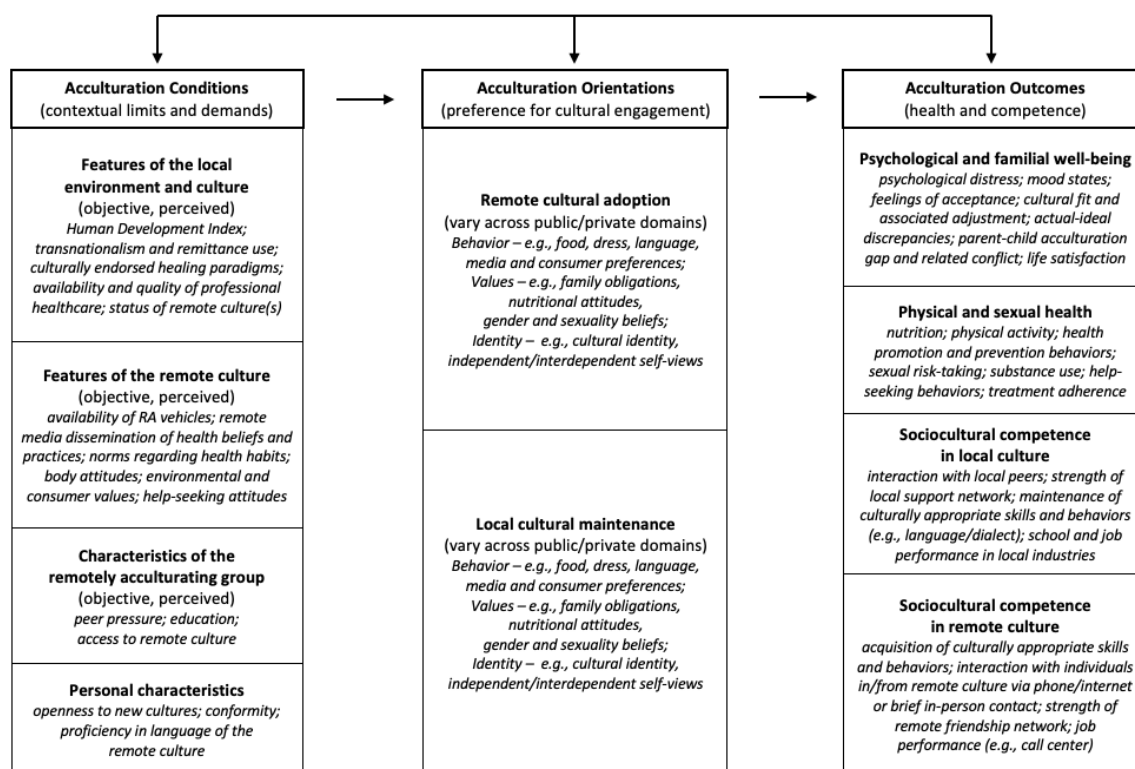 Acculturation Conditions
(contextual limits and demands)
Features of the local
environment and culture
(objective, perceived)
Human Development Index;
transnationalism and remittance use;
culturally endorsed healing paradigms;
availability and quality of professional
healthcare; status of remote culture(s)
Features of the remote culture
(objective, perceived)
availability of RA vehicles; remote
media dissemination of health beliefs and
practices; norms regarding health habits;
body attitudes; environmental and
consumer values; help-seeking attitudes
Characteristics of the
remotely acculturating group
(objective, perceived)
peer pressure; education;
access to remote culture
Personal characteristics
openness to new cultures; conformity;
proficiency in language of the
remote culture
Acculturation Orientations
(preference for cultural engagement)
Remote cultural adoption
(vary across public/private domains)
Behavior – e.g., food, dress, language,
media and consumer preferences;
Values – e.g., family obligations,
nutritional attitudes,
gender and sexuality beliefs;
Identity – e.g., cultural identity,
independent/interdependent self-views
Local cultural maintenance
(vary across public/private domains)
Behavior – e.g., food, dress, language,
media and consumer preferences;
Values – e.g., family obligations,
nutritional attitudes,
gender and sexuality beliefs;
Identity – e.g., cultural identity,
independent/interdependent self-views
Acculturation Outcomes
(health and competence)
Psychological and familial well-being
psychological distress; mood states;
feelings of acceptance; cultural fit and
associated adjustment; actual-ideal
discrepancies; parent-child acculturation
gap and related conflict; life satisfaction
Physical and sexual health
nutrition; physical activity; health
promotion and prevention behaviors;
sexual risk-taking; substance use; help-
seeking behaviors; treatment adherence
Sociocultural competence
in local culture
interaction with local peers; strength of
local support network; maintenance of
culturally appropriate skills and behaviors
(e.g., language/dialect); school and job
performance in local industries
Sociocultural competence
in remote culture
acquisition of culturally appropriate skills
and behaviors; interaction with individuals
in/from remote culture via phone/internet
or brief in-person contact; strength of
remote friendship network; job
performance (e.g., call center)